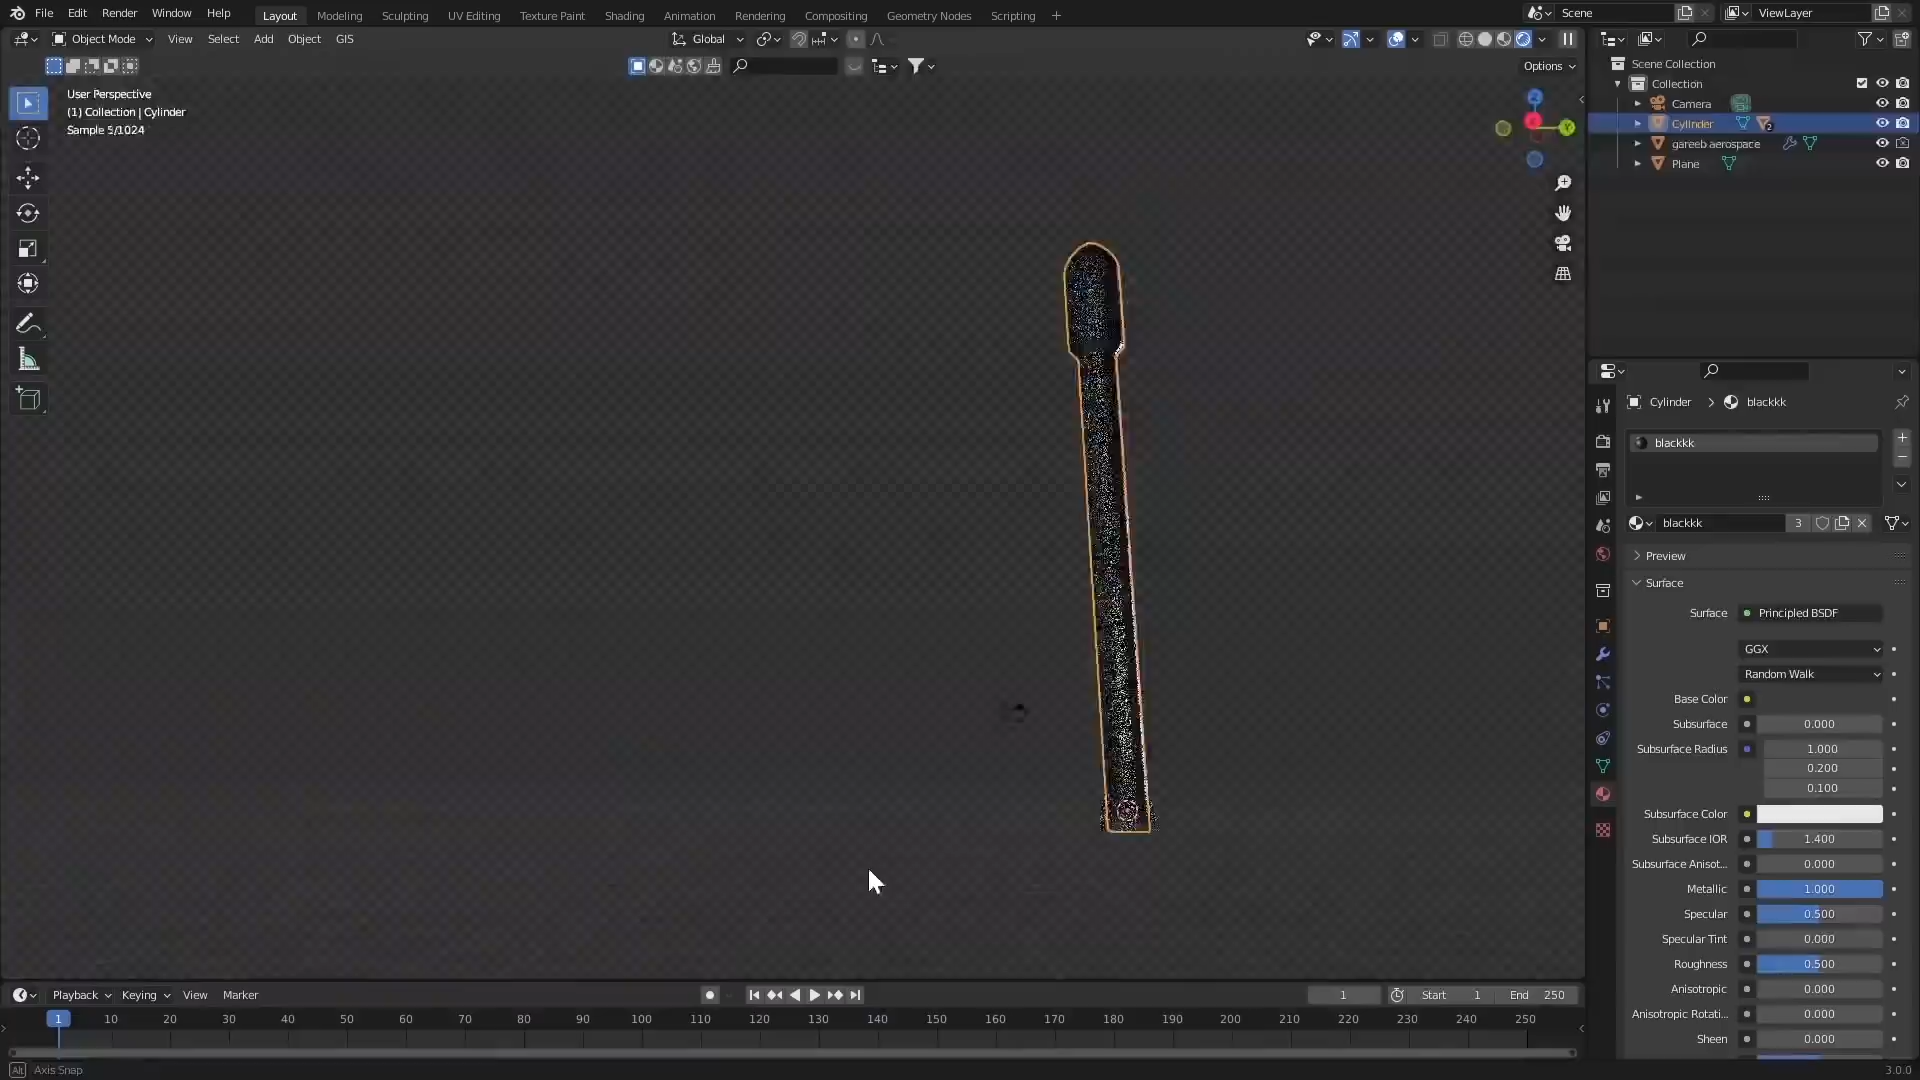 File Edit Render Window Help Layout Modeling Sculpting UV Editing Texture Paint Shading Animation Rendering Compositing Geometry Nodes Scripting + Scene ViewLayer
Object Mode View Select Add Object GIS Global
Options
User Perspective
(1) Collection | Cylinder
Sample 5/1024
Z
Y
Scene Collection
Collection
Camera
Cylinder 2
gareeb aerospace
Plane
Cylinder > blackkk
blackkk
blackkk 3
Preview
Surface
Surface Principled BSDF
GGX
Random Walk
Base Color
Subsurface 0.000
Subsurface Radius 1.000
0.200
0.100
Subsurface Color
Subsurface IOR 1.400
Subsurface Anisot... 0.000
Metallic 1.000
Specular 0.500
Specular Tint 0.000
Roughness 0.500
Anisotropic 0.000
Anisotropic Rotati... 0.000
Sheen 0.000
Playback Keying View Marker 1 Start 1 End 250
1 10 20 30 40 50 60 70 80 90 100 110 120 130 140 150 160 170 180 190 200 210 220 230 240 250
Alt Axis Snap 3.0.0